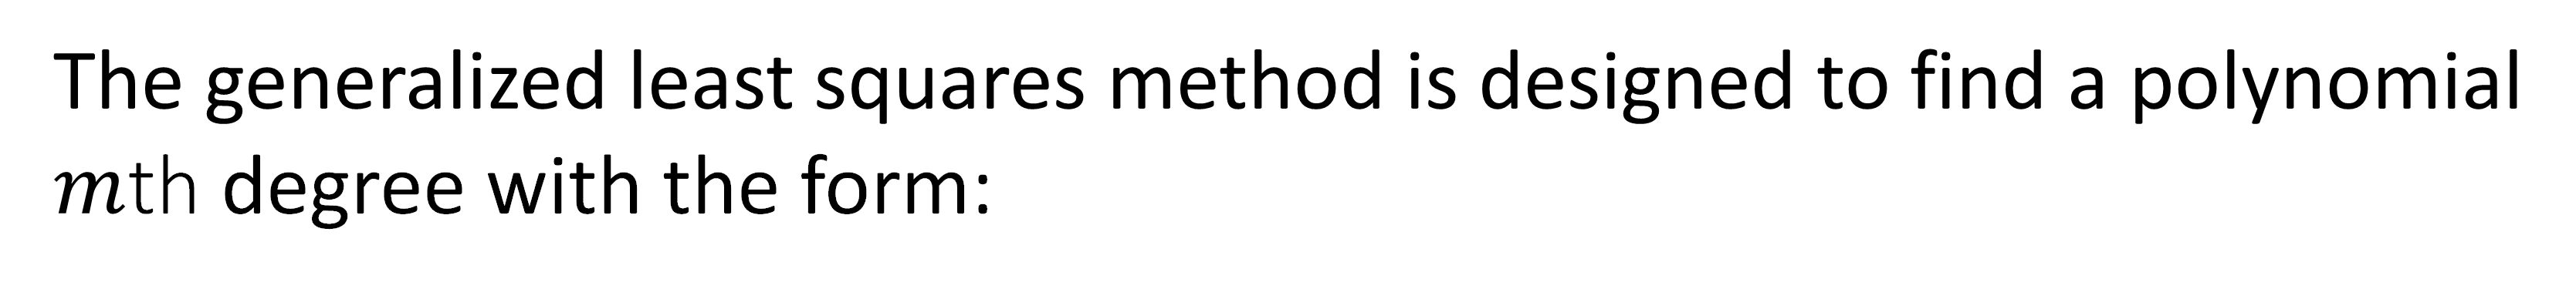 The generalized least squares method is designed to find a polynomial
mth degree with the form: